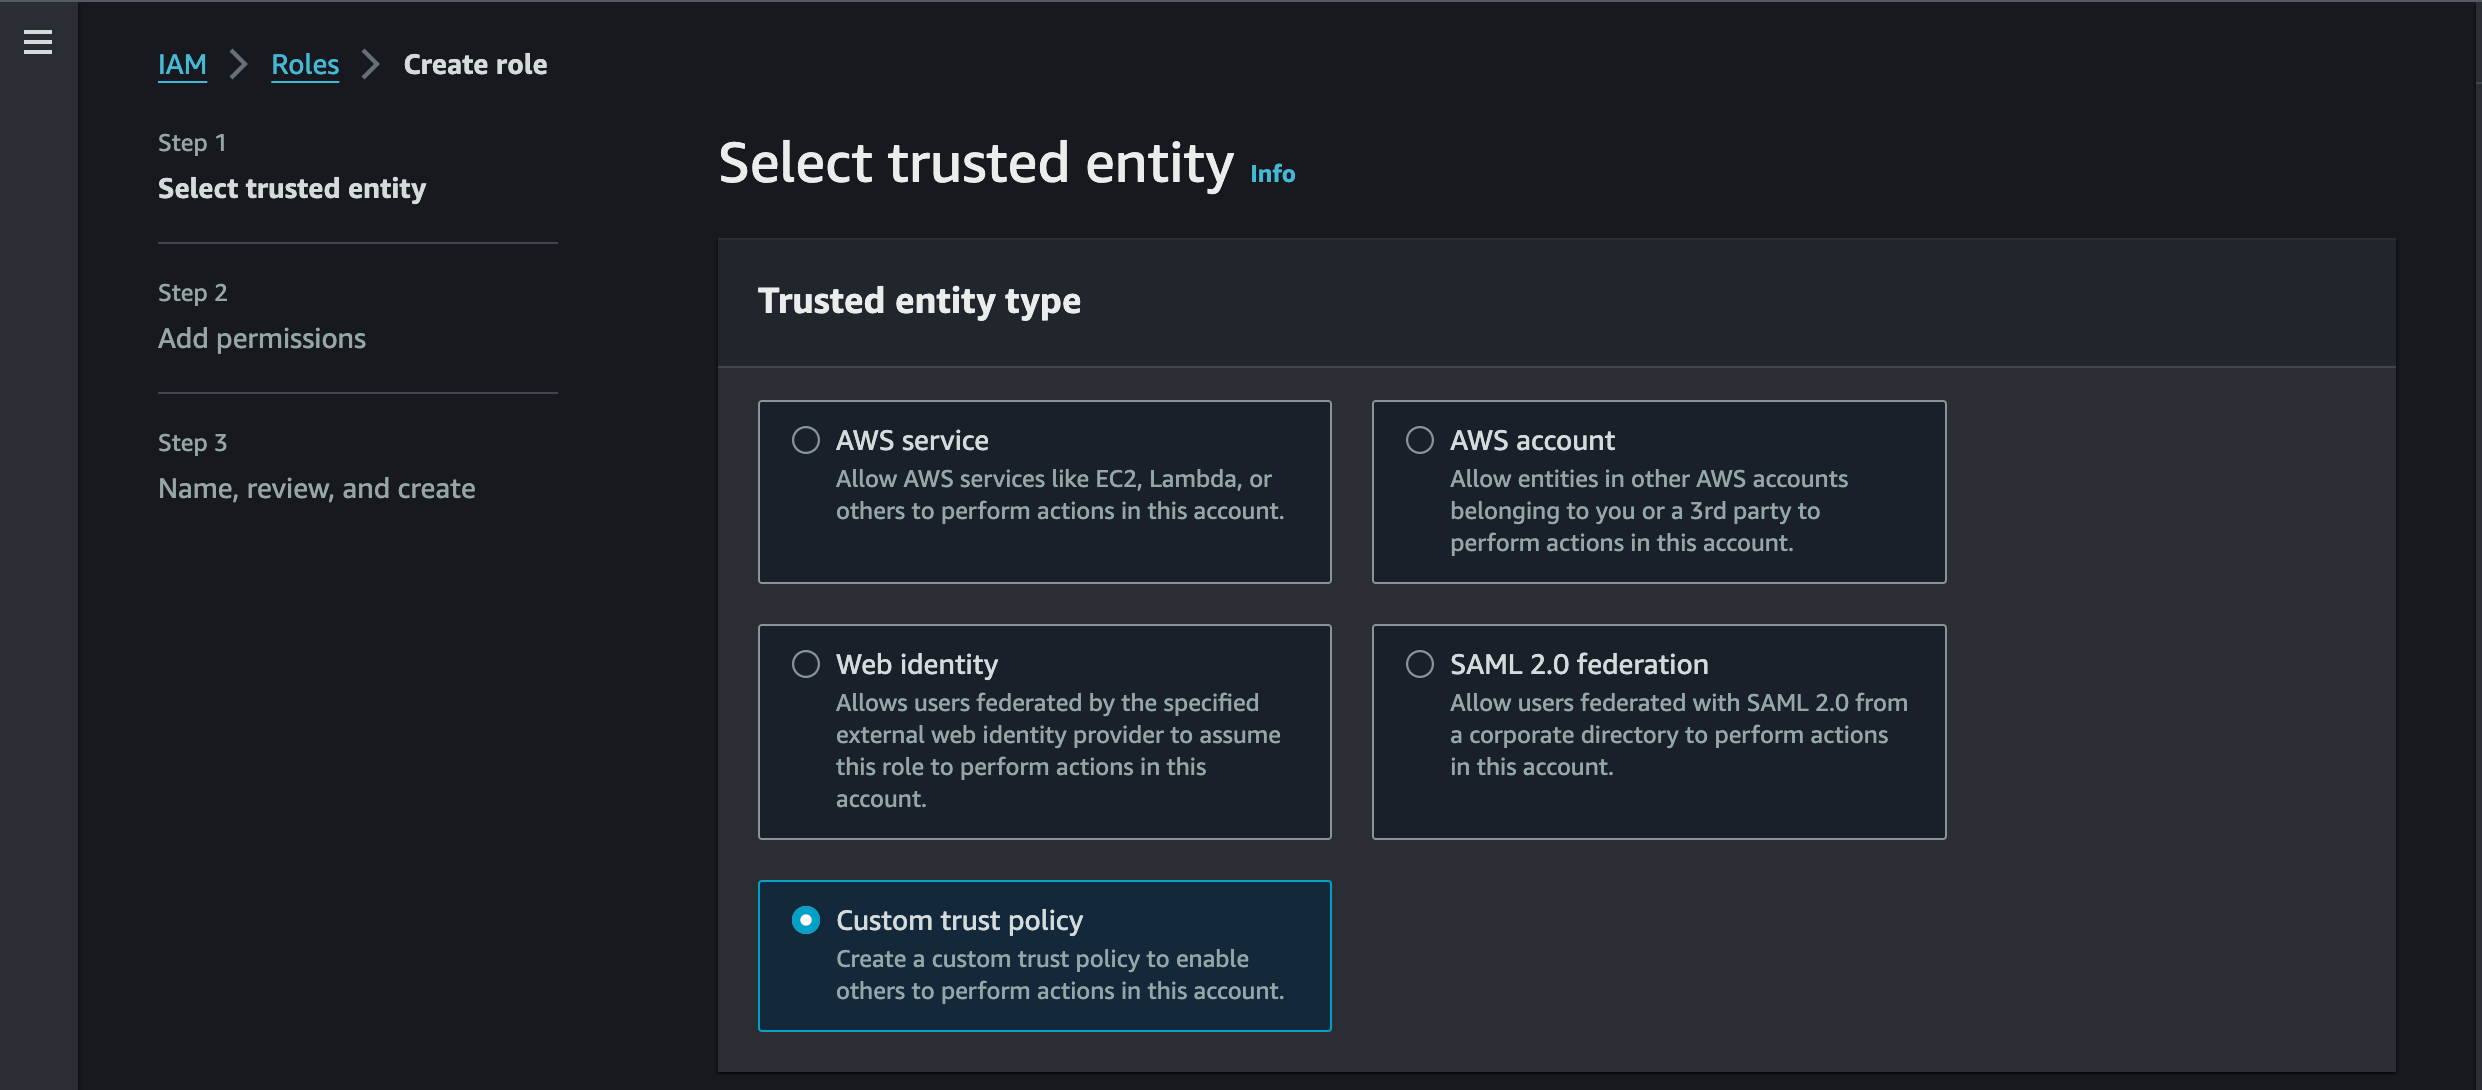 IAM > Roles > Create role
Step 1
Select trusted entity
Step 2
Add permissions
Step 3
Name, review, and create
Select trusted entity Info
Trusted entity type
AWS service
Allow AWS services like EC2, Lambda, or
others to perform actions in this account.
AWS account
Allow entities in other AWS accounts
belonging to you or a 3rd party to
perform actions in this account.
Web identity
Allows users federated by the specified
external web identity provider to assume
this role to perform actions in this
account.
SAML 2.0 federation
Allow users federated with SAML 2.0 from
a corporate directory to perform actions
in this account.
Custom trust policy
Create a custom trust policy to enable
others to perform actions in this account.